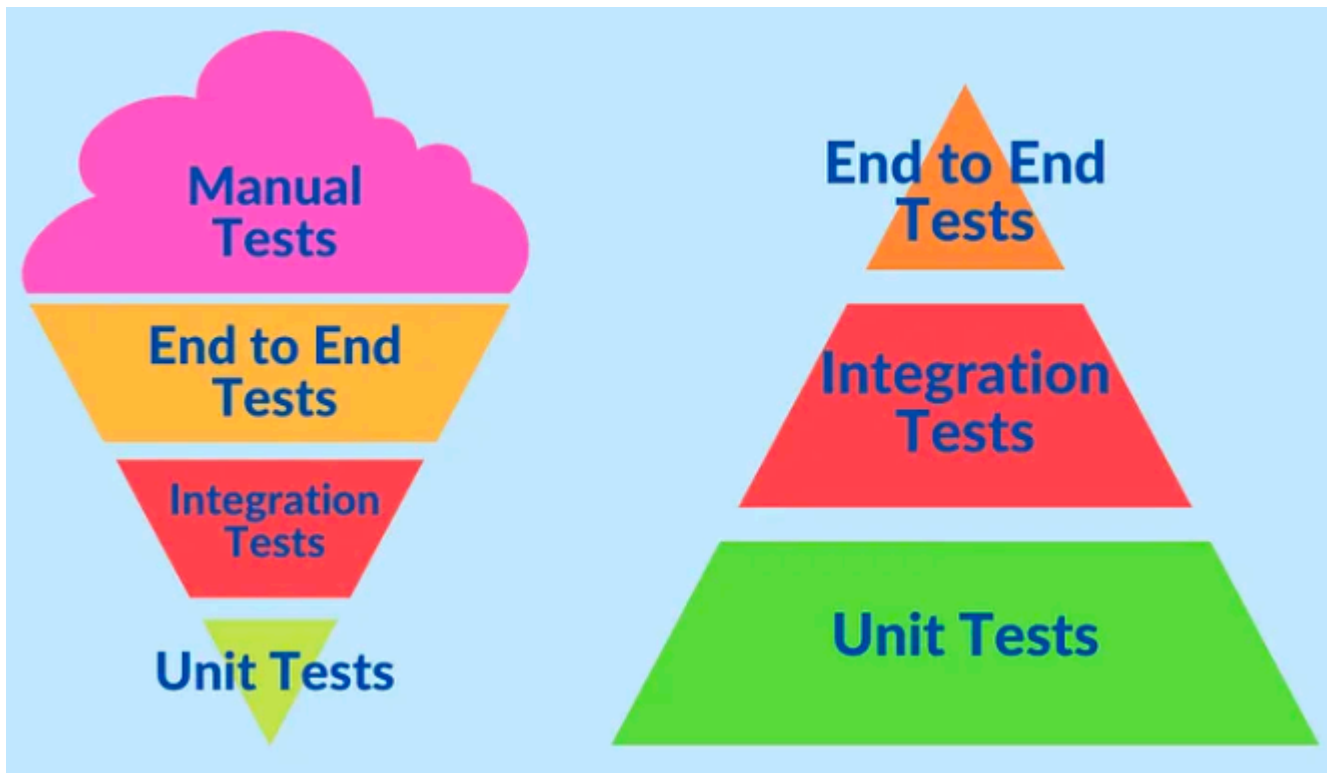 Manual
Tests
End to End
Tests
Integration
Tests
Unit Tests
End to End
Tests
Integration
Tests
Unit Tests